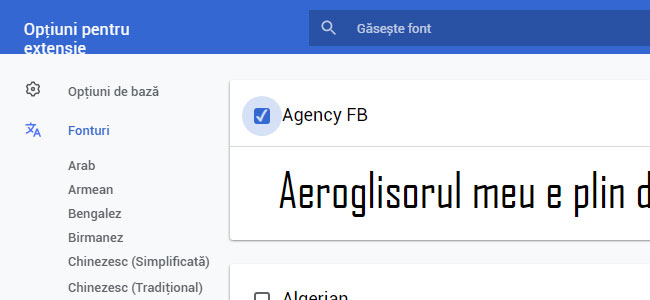 Opțiuni pentru
extensie
Găsește font
Opțiuni de bază
Fonturi
Arab
Armean
Bengalez
Birmanez
Chinezesc (Simplificată)
Chinezesc (Tradițional)
Agency FB
Aeroglisorul meu e plin d
Algerian